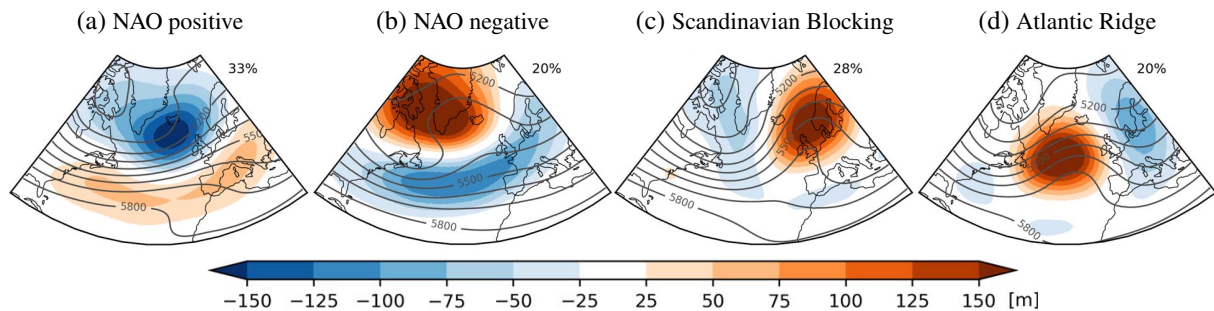 (a) NAO positive
(b) NAO negative
(c) Scandinavian Blocking
(d) Atlantic Ridge
33%
20%
28%
20%
5200
5200
5200
5500
5800
5800
5800
5800
−150 −125 −100 −75 −50 −25 25 50 75 100 125 150 [m]